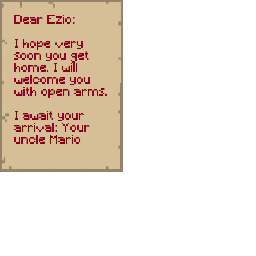 Dear Ezio:
I hope very
soon you get
home. I will
welcome you
with open arms.
I await your
arrival: Your
uncle Mario